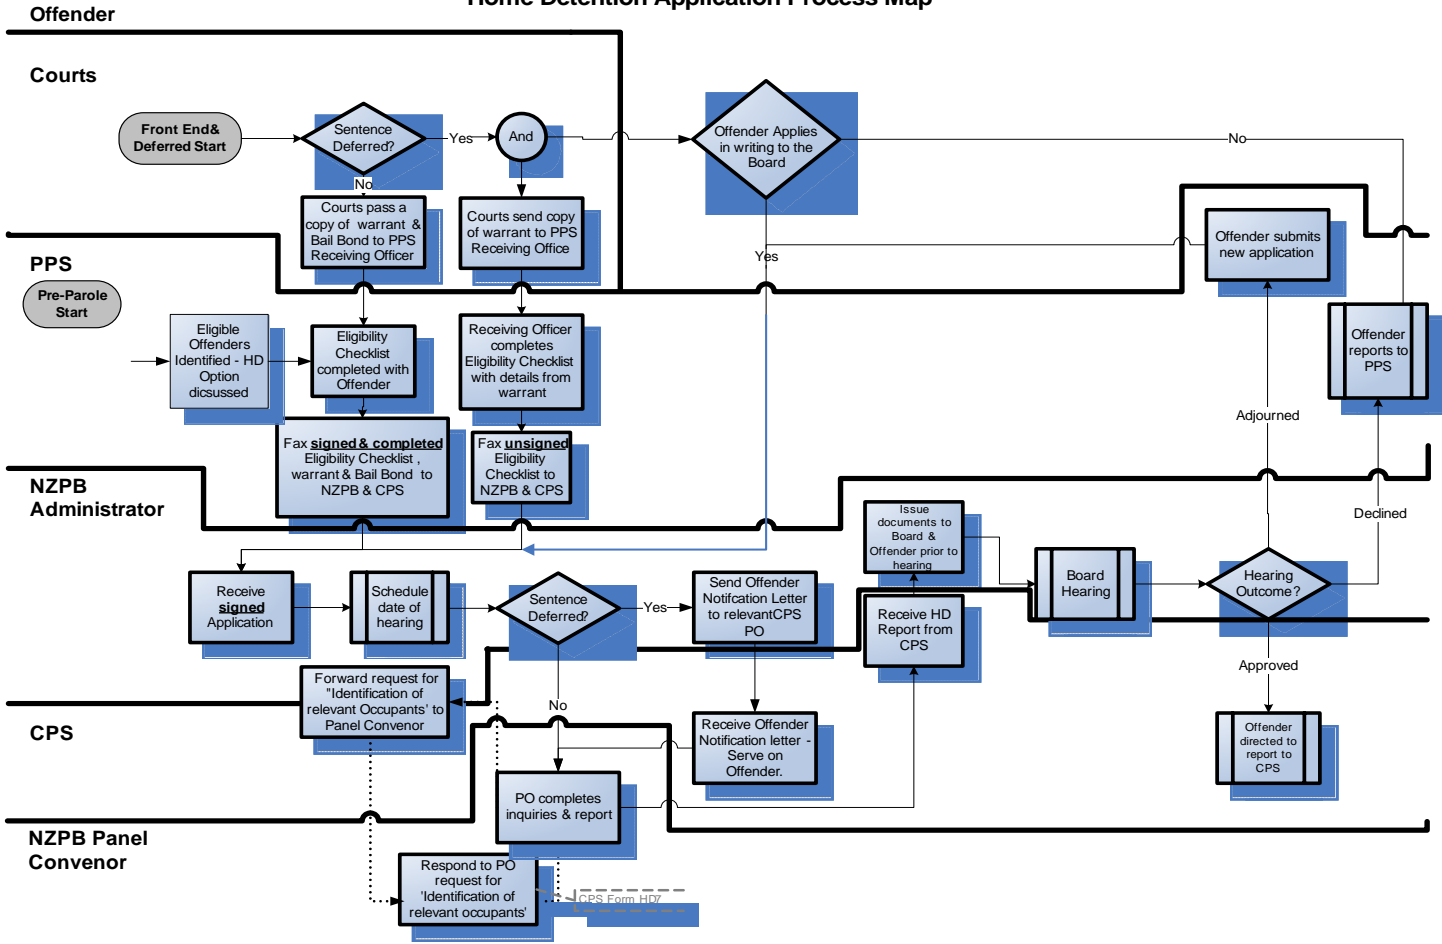 Home Detention Application Process Map
Offender
Courts
Front End&
Deferred Start
Sentence
Deferred?
Yes
And
Offender Applies
in writing to the
Board
No
No
Courts pass a
copy of warrant &
Bail Bond to PPS
Receiving Officer
Courts send copy
of warrant to PPS
Receiving Office
Yes
Offender submits
new application
PPS
Pre-Parole
Start
Eligible
Offenders
Identified - HD
Option
dicsussed
Eligibility
Checklist
completed with
Offender
Receiving Officer
completes
Eligibility Checklist
with details from
warrant
Offender
reports to
PPS
Adjourned
Fax signed & completed
Eligibility Checklist ,
warrant & Bail Bond to
NZPB & CPS
Fax unsigned
Eligibility
Checklist to
NZPB & CPS
NZPB
Administrator
Declined
Issue
documents to
Board &
Offender prior to
hearing
Receive
signed
Application
Schedule
date of
hearing
Sentence
Deferred?
Yes
Send Offender
Notifcation Letter
to relevantCPS
PO
Receive HD
Report from
CPS
Board
Hearing
Hearing
Outcome?
Approved
Forward request for
"Identification of
relevant Occupants' to
Panel Convenor
No
CPS
Receive Offender
Notification letter -
Serve on
Offender.
Offender
directed to
report to
CPS
PO completes
inquiries & report
NZPB Panel
Convenor
Respond to PO
request for
'Identification of
relevant occupants'
CPS Form HD7